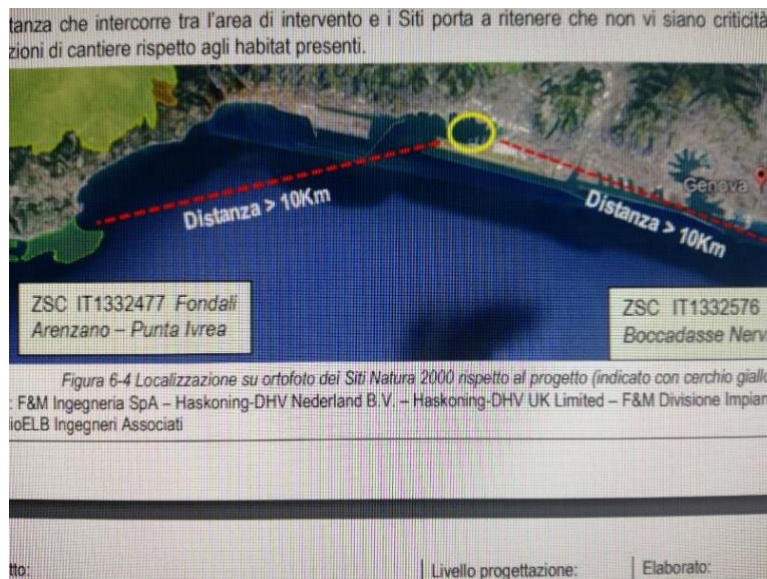 tanza che intercorre tra l'area di intervento e i Siti porta a ritenere che non vi siano criticità
zioni di cantiere rispetto agli habitat presenti.
Genova
Distanza > 10Km
Distanza > 10Km
ZSC IT1332477 Fondali
Arenzano – Punta Ivrea
ZSC IT1332576
Boccadasse Nervi
Figura 6-4 Localizzazione su ortofoto dei Siti Natura 2000 rispetto al progetto (indicato con cerchio giallo
: F&M Ingegneria SpA – Haskoning-DHV Nederland B.V. – Haskoning-DHV UK Limited – F&M Divisione Impian
ioELB Ingegneri Associati
tto:
Livello progettazione:
Elaborato: